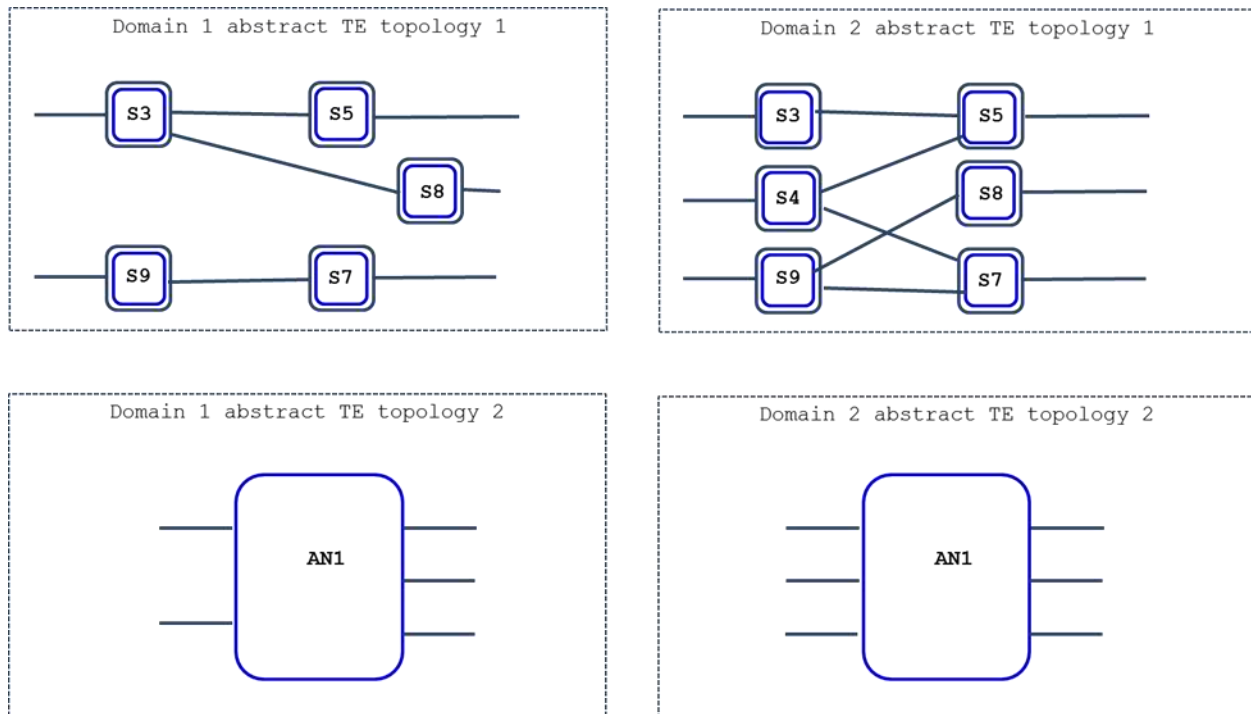 Domain 1 abstract TE topology 1
S3
S5
S8
S9
S7
Domain 2 abstract TE topology 1
S3
S5
S4
S8
S9
S7
Domain 1 abstract TE topology 2
AN1
Domain 2 abstract TE topology 2
AN1